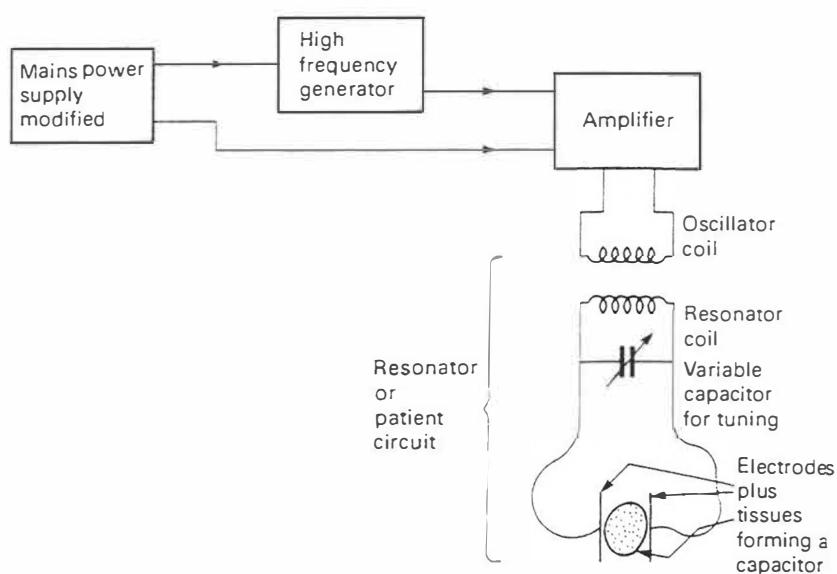 Mains power
supply
modified
High
frequency
generator
Amplifier
Oscillator
coil
Resonator
coil
Variable
capacitor
for tuning
Resonator
or
patient
circuit
Electrodes
plus
tissues
forming a
capacitor